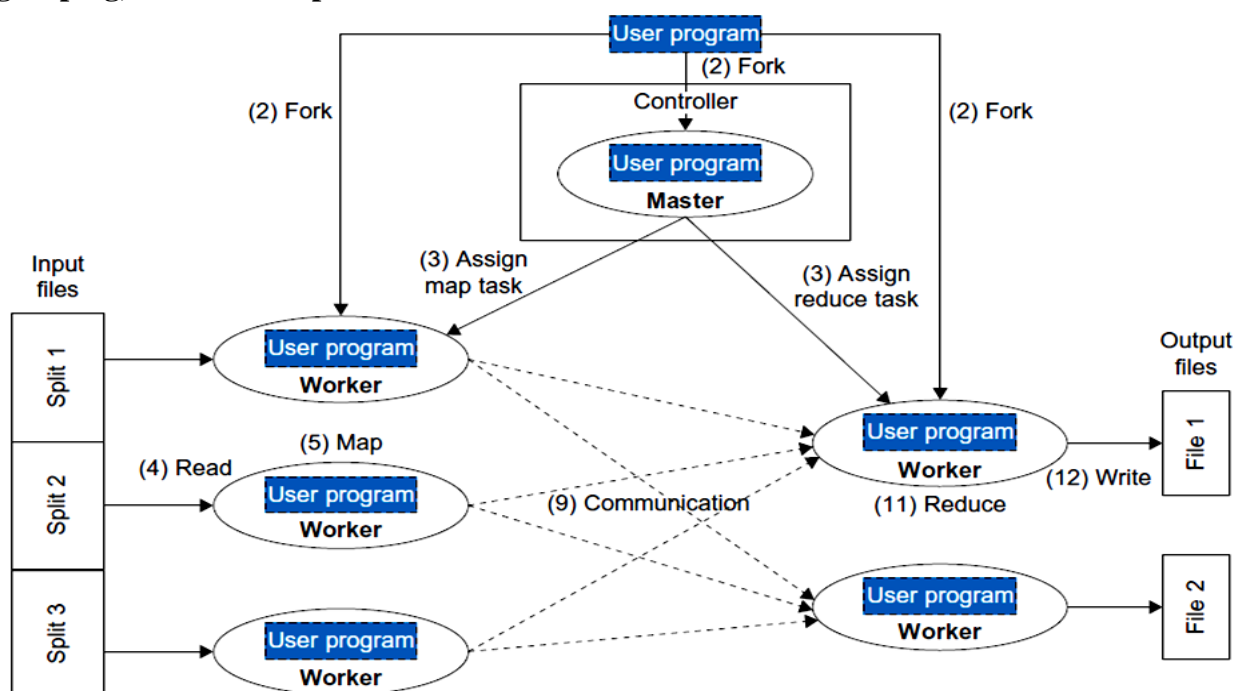 User program
(2) Fork
(2) Fork
(2) Fork
Controller
User program
Master
(3) Assign
map task
(3) Assign
reduce task
Input
files
Split 1
Split 2
Split 3
User program
Worker
(4) Read
(5) Map
User program
Worker
User program
Worker
(9) Communication
User program
Worker
(11) Reduce
(12) Write
User program
Worker
Output
files
File 1
File 2